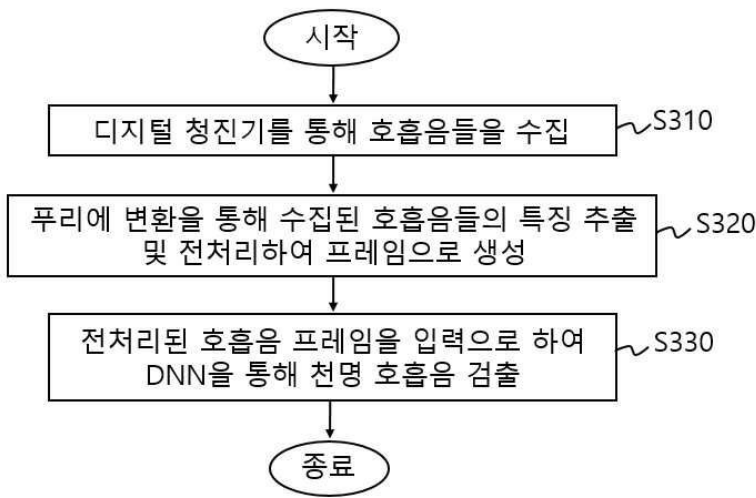 시작
디지털 청진기를 통해 호흡음들을 수집
S310
푸리에 변환을 통해 수집된 호흡음들의 특징 추출
및 전처리하여 프레임으로 생성
S320
전처리된 호흡음 프레임을 입력으로 하여
DNN을 통해 천명 호흡음 검출
S330
종료